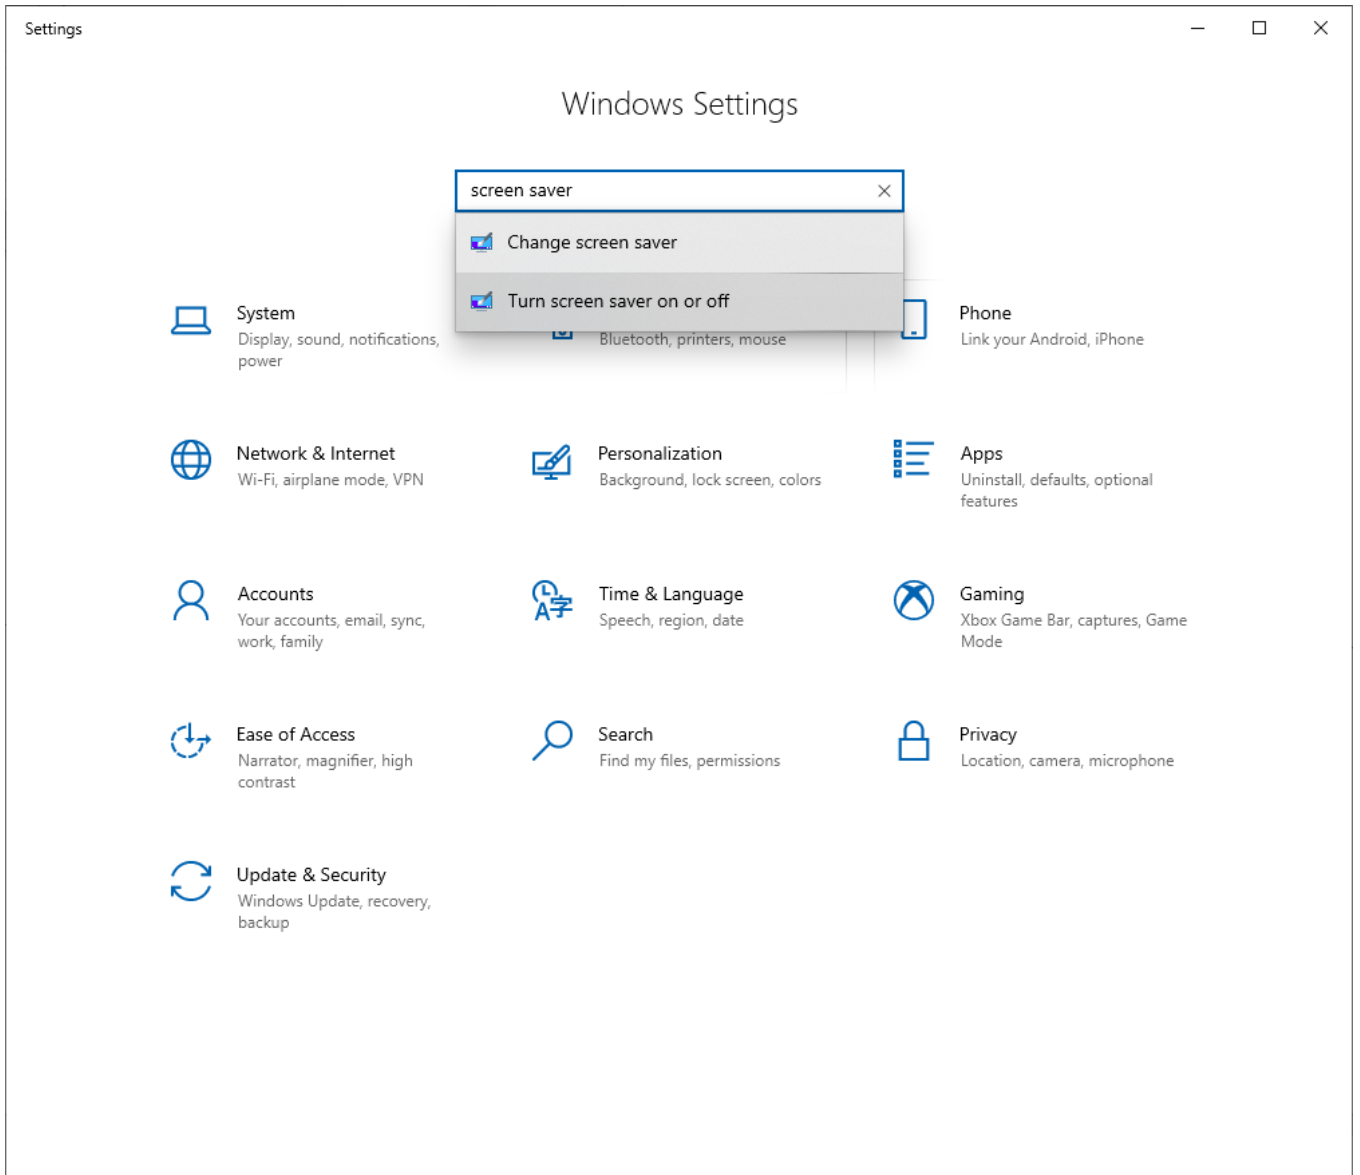 Settings
Windows Settings
screen saver
Change screen saver
Turn screen saver on or off
System
Display, sound, notifications,
power
Bluetooth, printers, mouse
Phone
Link your Android, iPhone
Network & Internet
Wi-Fi, airplane mode, VPN
Personalization
Background, lock screen, colors
Apps
Uninstall, defaults, optional
features
Accounts
Your accounts, email, sync,
work, family
Time & Language
Speech, region, date
Gaming
Xbox Game Bar, captures, Game
Mode
Ease of Access
Narrator, magnifier, high
contrast
Search
Find my files, permissions
Privacy
Location, camera, microphone
Update & Security
Windows Update, recovery,
backup